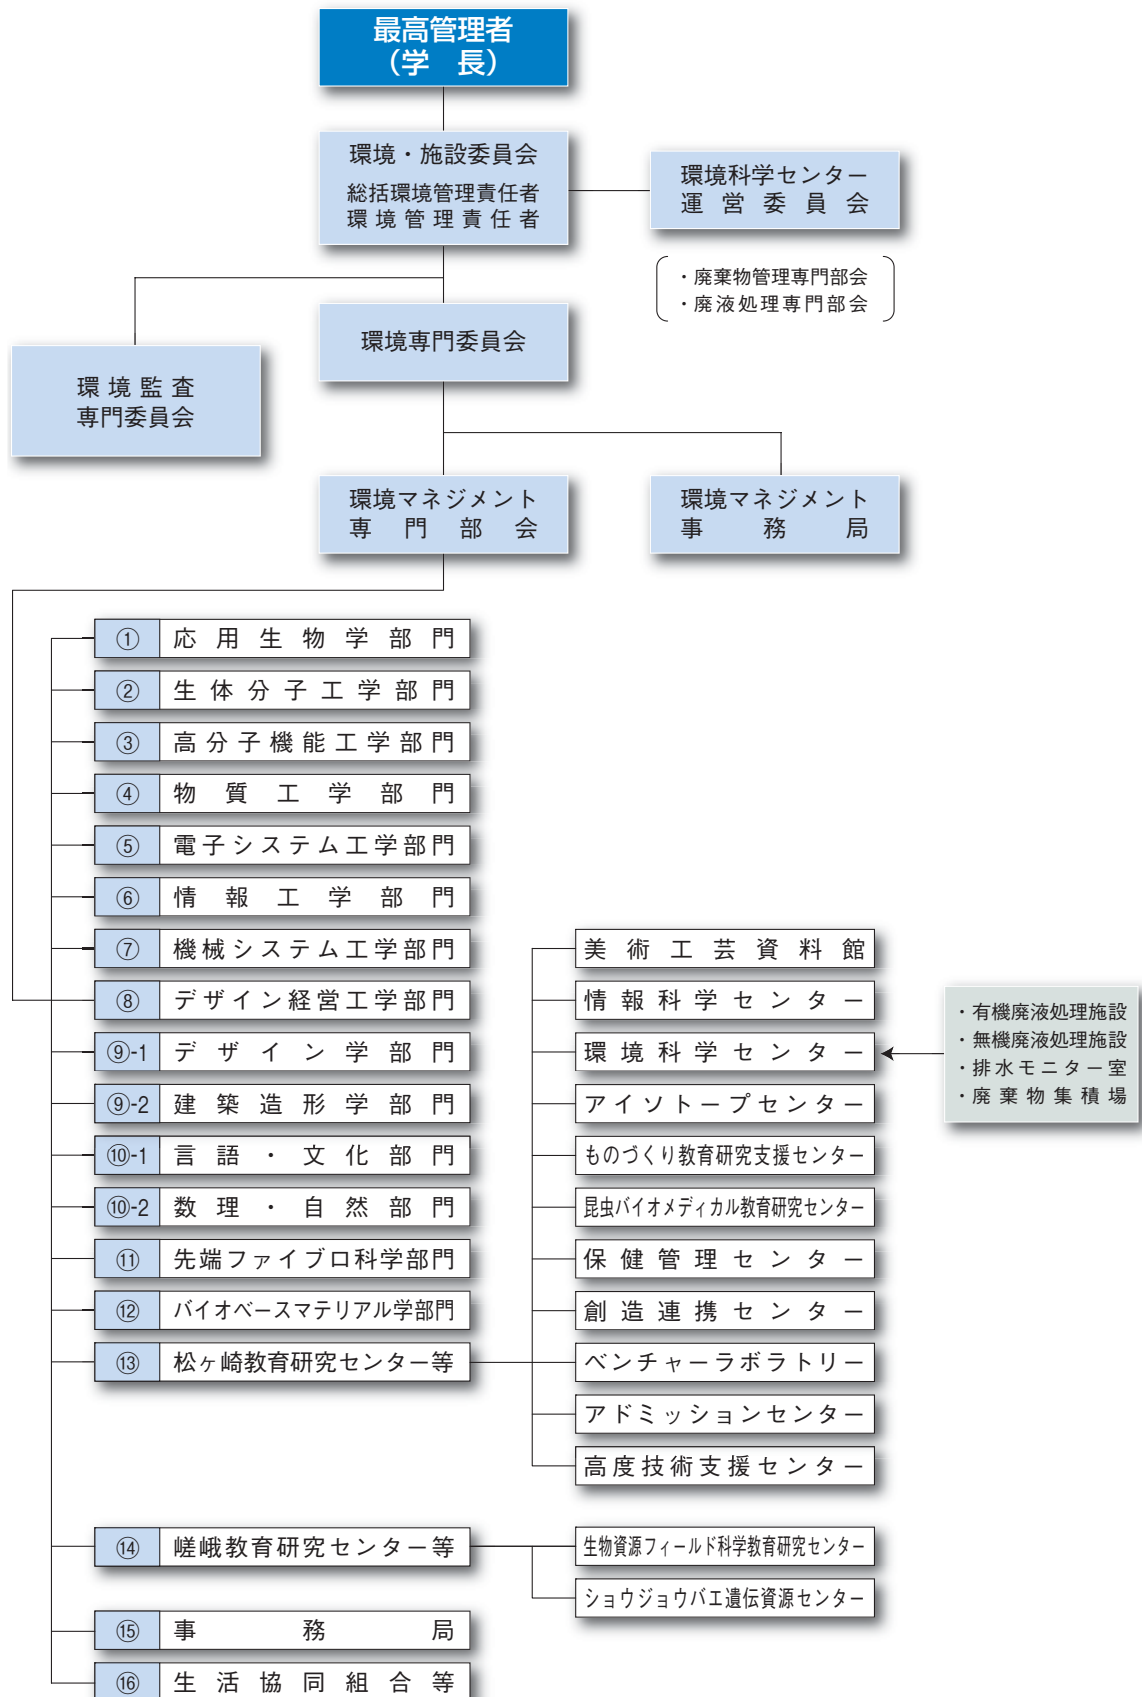 最高管理者
（学　長）
環境・施設委員会
総括環境管理責任者
環境管理責任者
環境科学センター
運営委員会
・廃棄物管理専門部会
・廃液処理専門部会
環境専門委員会
環境監査
専門委員会
環境マネジメント
専門部会
環境マネジメント
事務局
① 応用生物学部門
② 生体分子工学部門
③ 高分子機能工学部門
④ 物質工学部門
⑤ 電子システム工学部門
⑥ 情報工学部門
⑦ 機械システム工学部門
⑧ デザイン経営工学部門
⑨-1 デザイン学部門
⑨-2 建築造形学部門
⑩-1 言語・文化部門
⑩-2 数理・自然部門
⑪ 先端ファイブロ科学部門
⑫ バイオベースマテリアル学部門
⑬ 松ヶ崎教育研究センター等
美術工芸資料館
情報科学センター
環境科学センター
アイソトープセンター
ものづくり教育研究支援センター
昆虫バイオメディカル教育研究センター
保健管理センター
創造連携センター
ベンチャーラボラトリー
アドミッションセンター
高度技術支援センター
・有機廃液処理施設
・無機廃液処理施設
・排水モニター室
・廃棄物集積場
⑭ 嵯峨教育研究センター等
生物資源フィールド科学教育研究センター
ショウジョウバエ遺伝資源センター
⑮ 事務局
⑯ 生活協同組合等